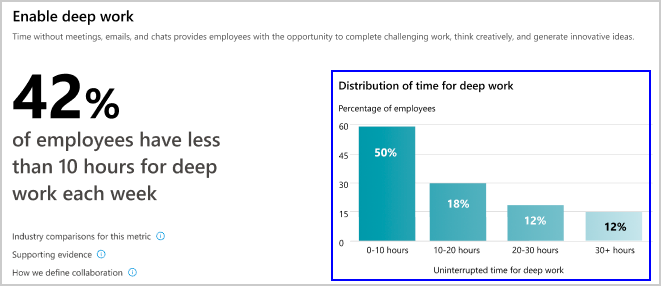 Enable deep work
Time without meetings, emails, and chats provides employees with the opportunity to complete challenging work, think creatively, and generate innovative ideas.
42%
of employees have less
than 10 hours for deep
work each week
Industry comparisons for this metric
Supporting evidence
How we define collaboration
Distribution of time for deep work
Percentage of employees
60
45
30
15
0
50%
18%
12%
12%
0-10 hours
10-20 hours
20-30 hours
30+ hours
Uninterrupted time for deep work